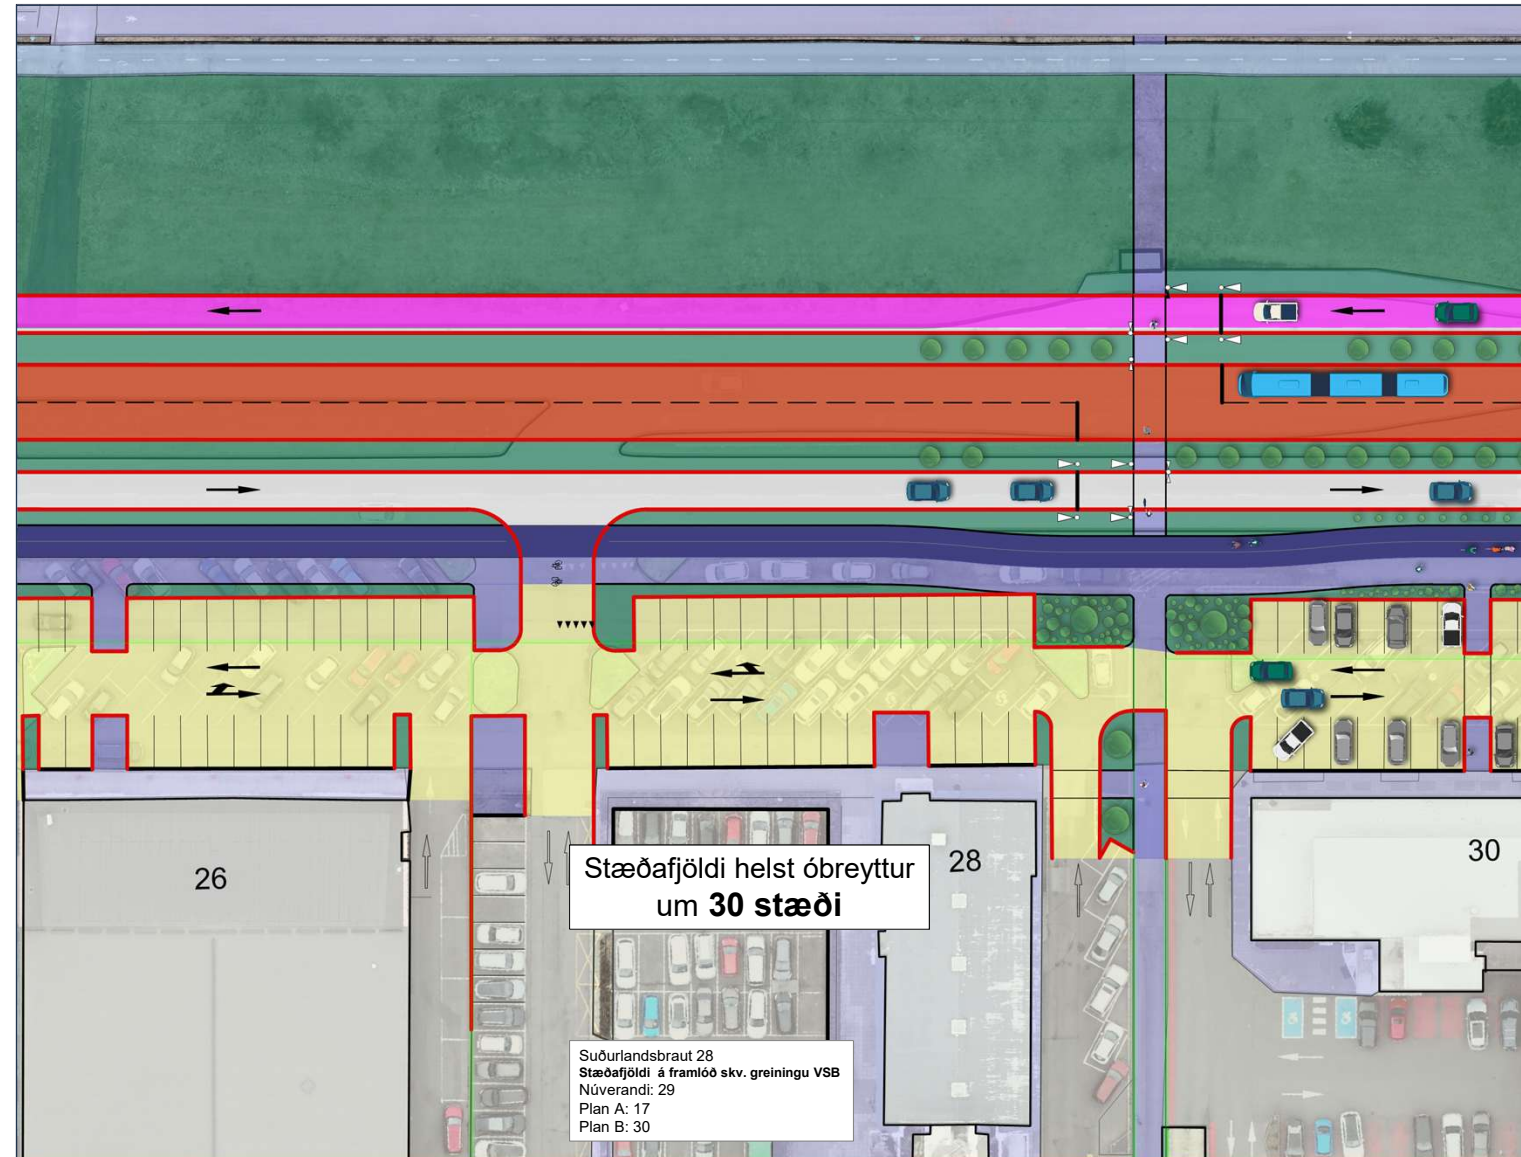 26
Stæðafjöldi helst óbreyttur
um 30 stæði
28
30
Suðurlandsbraut 28
Stæðafjöldi á framlóð skv. greiningu VSB
Núverandi: 29
Plan A: 17
Plan B: 30